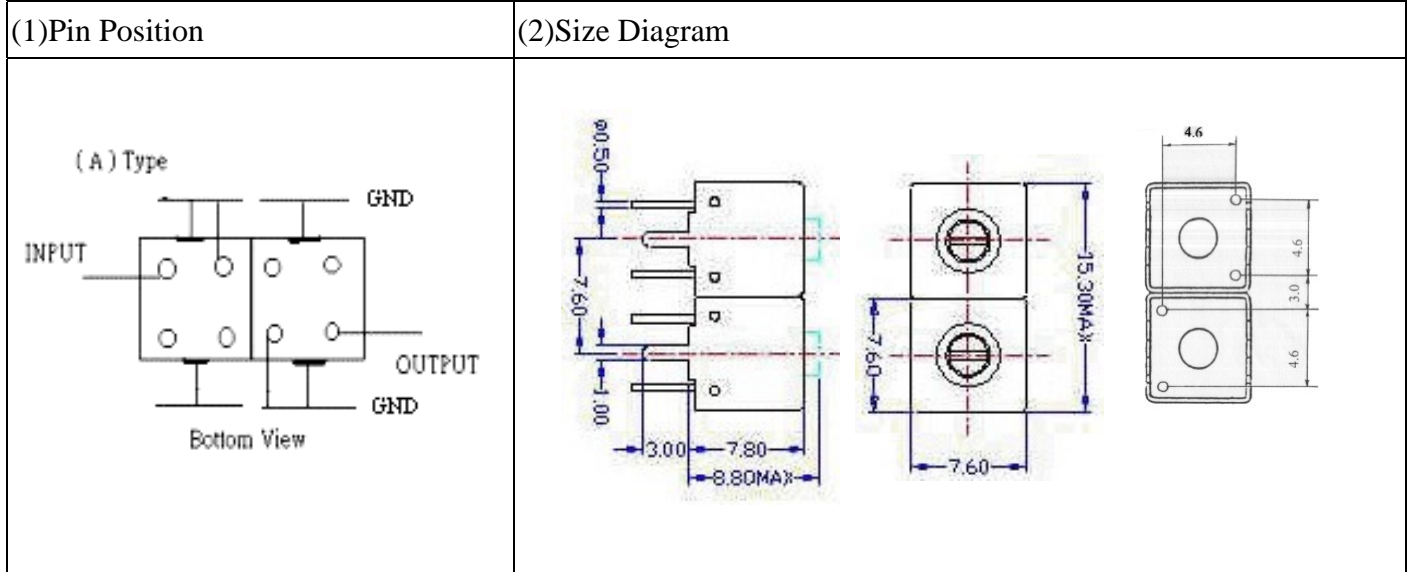 (1)Pin Position
(2)Size Diagram
( A ) Type
GND
INPUT
OUTPUT
GND
Bottom View
φ0.50
7.60
1.00
3.00
7.80
8.80MAX
15.30MAX
7.60
7.60
4.6
4.6
3.0
4.6